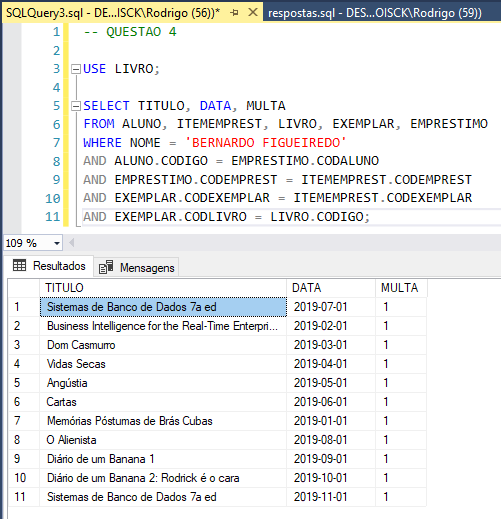 SQLQuery3.sql - DE...OISCK\Rodrigo (56))* respostas.sql - DES...OISCK\Rodrigo (59))
1 -- QUESTAO 4
2
3 USE LIVRO;
4
5 SELECT TITULO, DATA, MULTA
6 FROM ALUNO, ITEMEMPREST, LIVRO, EXEMPLAR, EMPRESTIMO
7 WHERE NOME = 'BERNARDO FIGUEIREDO'
8 AND ALUNO.CODIGO = EMPRESTIMO.CODALUNO
9 AND EMPRESTIMO.CODEMPREST = ITEMEMPREST.CODEMPREST
10 AND EXEMPLAR.CODEXEMPLAR = ITEMEMPREST.CODEXEMPLAR
11 AND EXEMPLAR.CODLIVRO = LIVRO.CODIGO;
109 %
Resultados Mensagens
TITULO DATA MULTA
1 Sistemas de Banco de Dados 7a ed 2019-07-01 1
2 Business Intelligence for the Real-Time Enterpri... 2019-02-01 1
3 Dom Casmurro 2019-03-01 1
4 Vidas Secas 2019-04-01 1
5 Angústia 2019-05-01 1
6 Cartas 2019-06-01 1
7 Memórias Póstumas de Brás Cubas 2019-01-01 1
8 O Alienista 2019-08-01 1
9 Diário de um Banana 1 2019-09-01 1
10 Diário de um Banana 2: Rodrick é o cara 2019-10-01 1
11 Sistemas de Banco de Dados 7a ed 2019-11-01 1